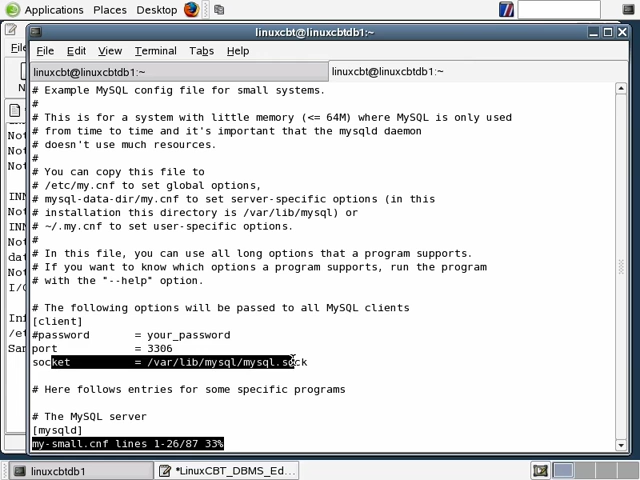 Applications Places Desktop
linuxcbt@linuxcbtdb1:~
File Edit View Terminal Tabs Help
linuxcbt@linuxcbtdb1:~ linuxcbt@linuxcbtdb1:~
# Example MySQL config file for small systems.
#
# This is for a system with little memory (<= 64M) where MySQL is only used
# from time to time and it's important that the mysqld daemon
# doesn't use much resources.
#
# You can copy this file to
# /etc/my.cnf to set global options,
# mysql-data-dir/my.cnf to set server-specific options (in this
# installation this directory is /var/lib/mysql) or
# ~/.my.cnf to set user-specific options.
#
# In this file, you can use all long options that a program supports.
# If you want to know which options a program supports, run the program
# with the "--help" option.
# The following options will be passed to all MySQL clients
[client]
#password = your_password
port = 3306
socket = /var/lib/mysql/mysql.sock
# Here follows entries for some specific programs
# The MySQL server
[mysqld]
my-small.cnf lines 1-26/87 33%
linuxcbtdb1 *LinuxCBT_DBMS_Ed...